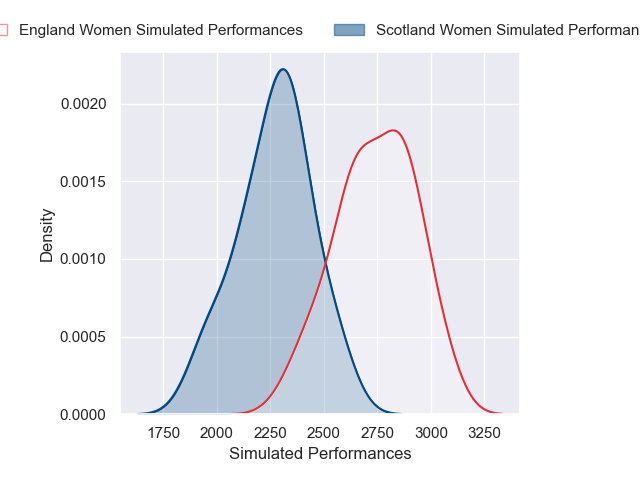 England Women Simulated Performances
Scotland Women Simulated Performan
0.0020
0.0015
0.0010
0.0005
0.0000
Density
1750 2000 2250 2500 2750 3000 3250
Simulated Performances